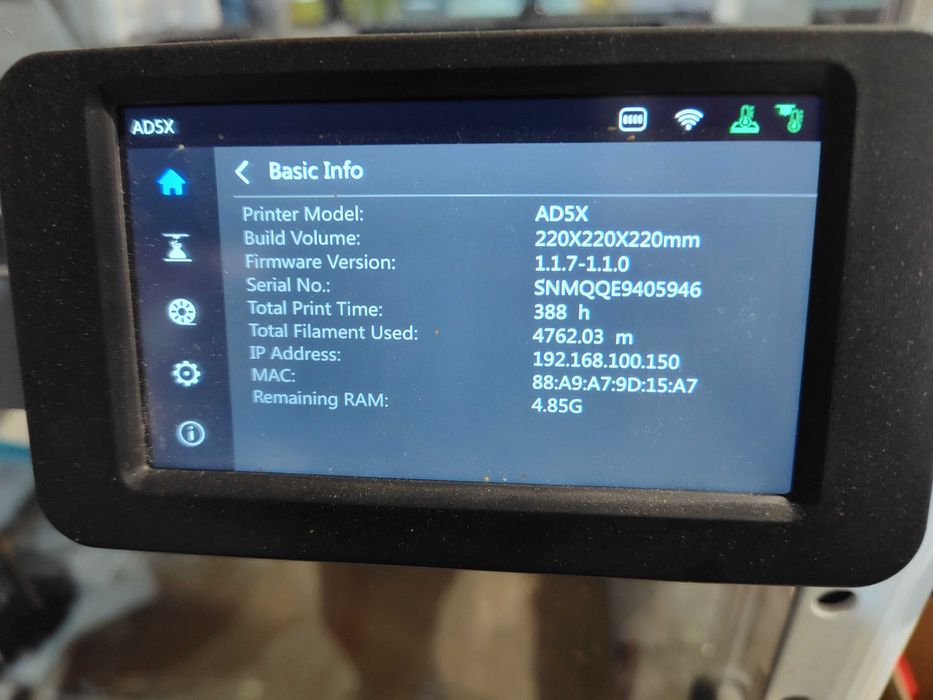 AD5X
Basic Info
Printer Model: AD5X
Build Volume: 220X220X220mm
Firmware Version: 1.1.7-1.1.0
Serial No.: SNMQQE9405946
Total Print Time: 388 h
Total Filament Used: 4762.03 m
IP Address: 192.168.100.150
MAC: 88:A9:A7:9D:15:A7
Remaining RAM: 4.85G